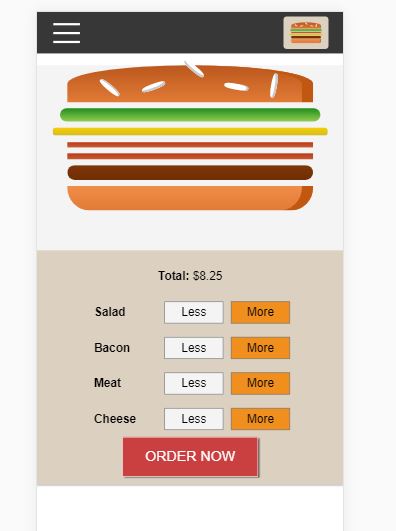 Total: $8.25
Salad Less More
Bacon Less More
Meat Less More
Cheese Less More
ORDER NOW